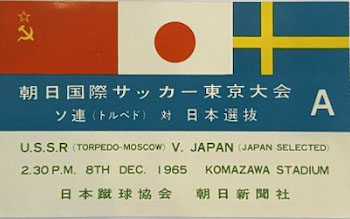 朝日国際サッカー東京大会
ソ連（トルペド） 対 日本選抜
A
U.S.S.R (TORPEDO-MOSCOW) V. JAPAN (JAPAN SELECTED)
2.30 P.M. 8TH DEC. 1965 KOMAZAWA STADIUM
日本蹴球協会 朝日新聞社